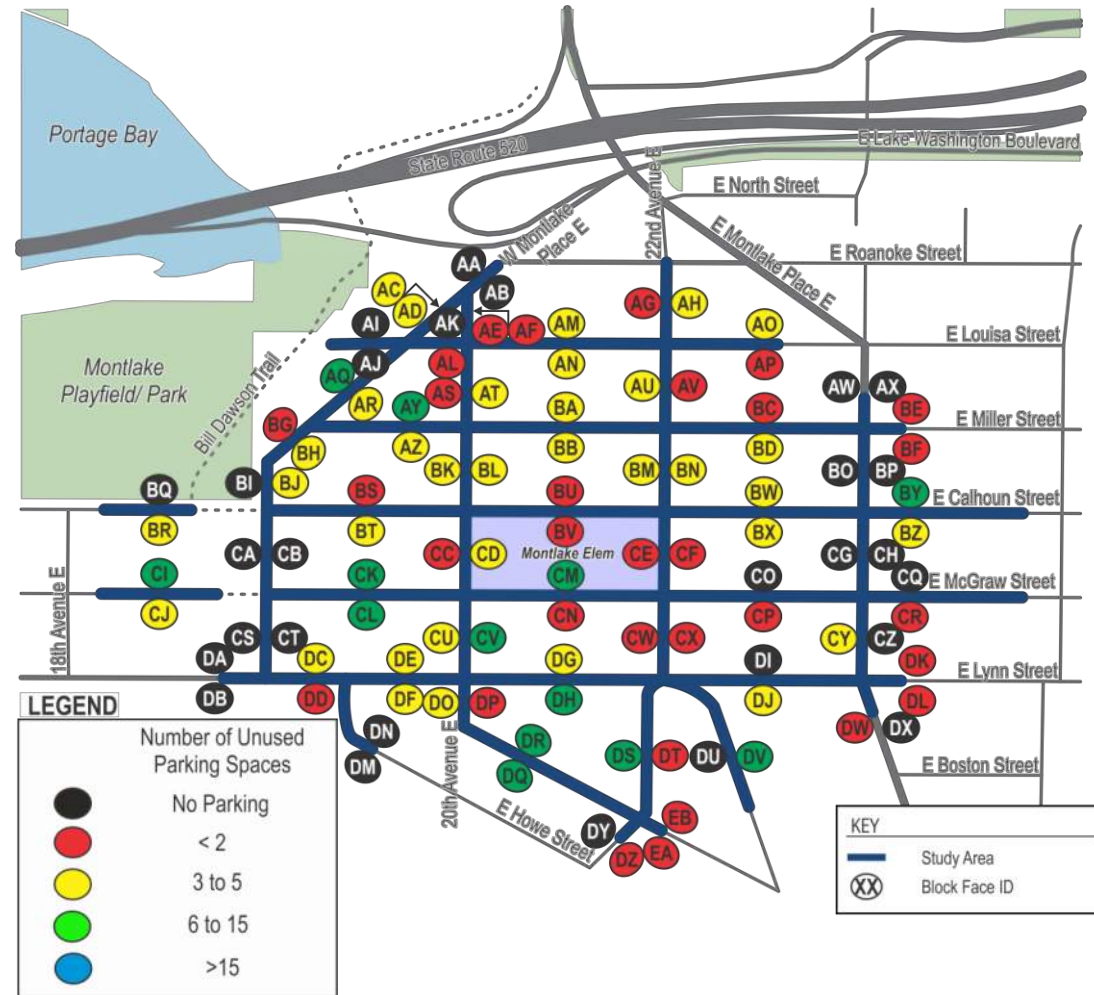 Portage Bay
State Route 520
E Lake Washington Boulevard
22nd Avenue E
E North Street
W Montlake
Place E
E Montlake Place E
E Roanoke Street
AA
AB
AC
AD
AG
AH
AI
AK
AE
AF
AM
AO
E Louisa Street
Montlake
Playfield/ Park
Bill Dawson Trail
AJ
AL
AN
AP
AQ
AR
AY
AS
AT
BA
AU
AV
BC
AW
AX
BE
E Miller Street
BG
BH
AZ
BB
BD
BF
BI
BJ
BK
BL
BM
BN
BO
BP
BQ
BS
BU
BW
BY
E Calhoun Street
BR
BT
BV
BX
BZ
CA
CB
CC
CD
Montlake Elem
CE
CF
CG
CH
CI
CK
CM
CO
CQ
E McGraw Street
CJ
CL
CN
CP
CR
18th Avenue E
CS
CT
CU
CV
CW
CX
CY
CZ
DA
DC
DE
DG
DI
DK
E Lynn Street
DB
DD
DF
DO
DP
DH
DJ
DL
DW
DX
DN
DM
20th Avenue E
DR
DQ
DS
DT
DU
DV
E Boston Street
E Howe Street
DY
DZ
EA
EB
LEGEND
Number of Unused
Parking Spaces
No Parking
< 2
3 to 5
6 to 15
>15
KEY
Study Area
XX
Block Face ID